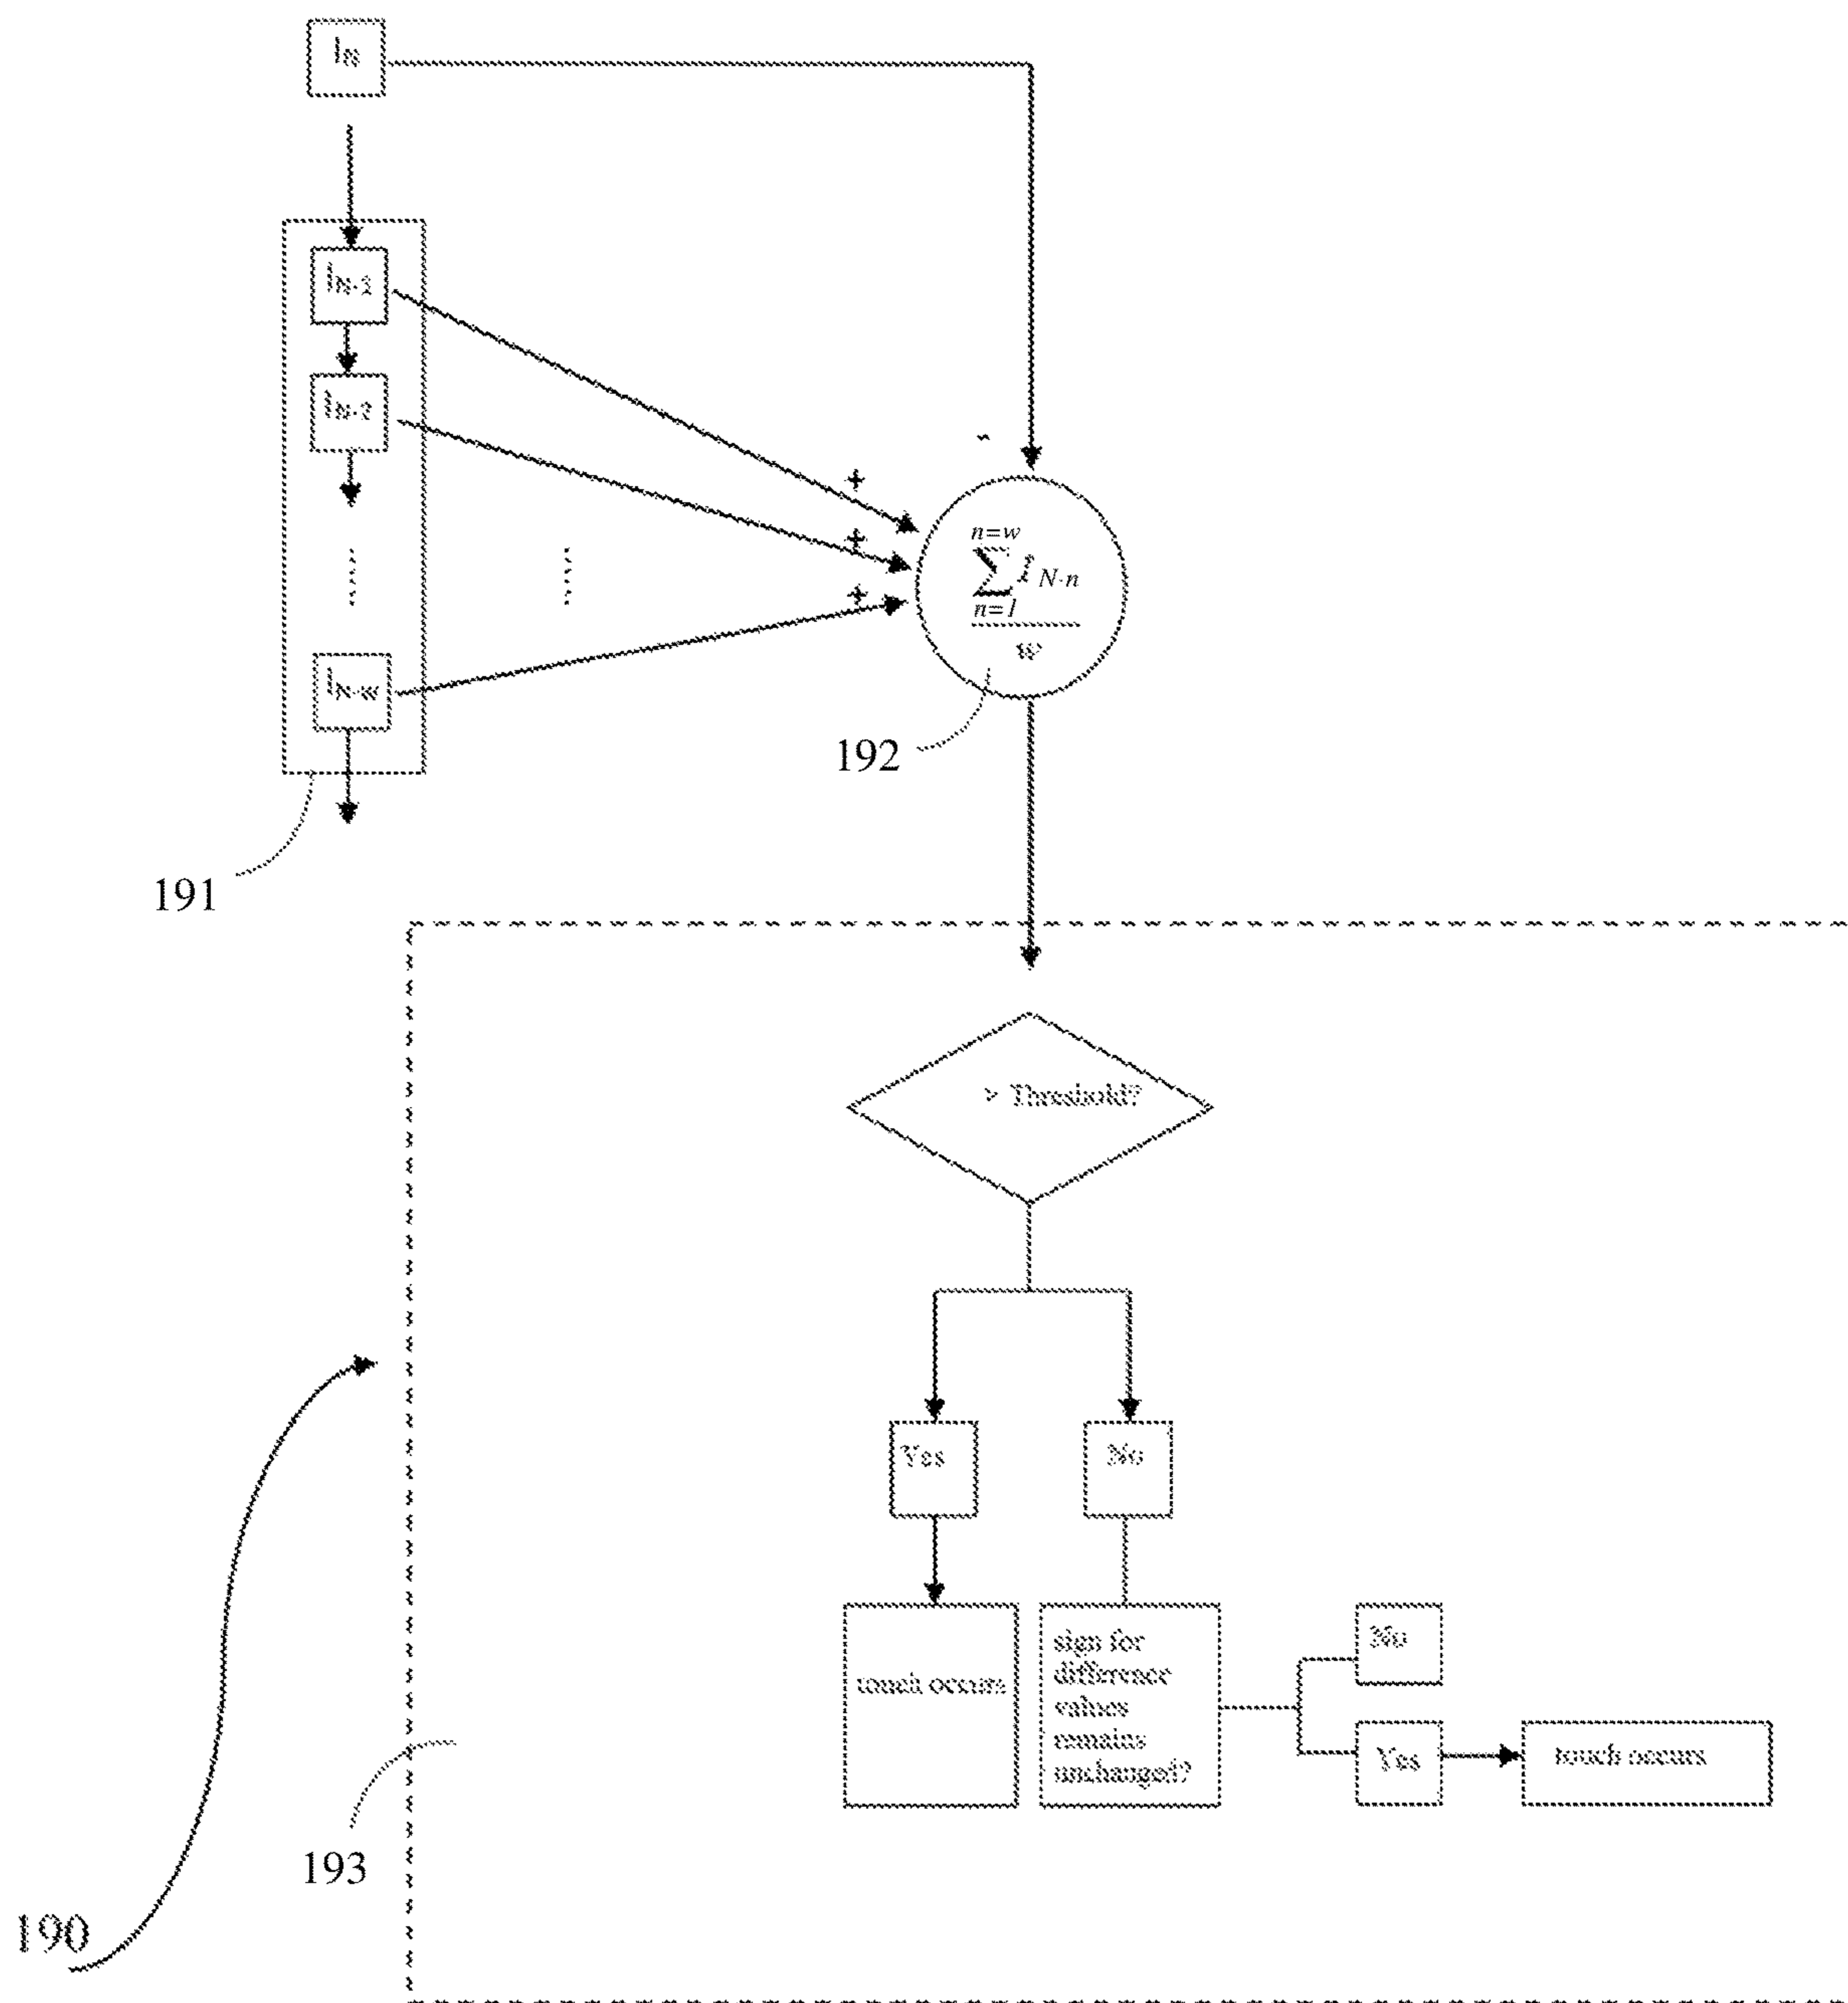 I_N
I_N-1
+
I_N-2
-
+
n=w
∑ I_N-n
+
n=1
w
I_N-w
192
191
> Threshold?
Yes
No
sign for
difference
values
remains
unchanged?
touch occurs
No
Yes
touch occurs
193
190